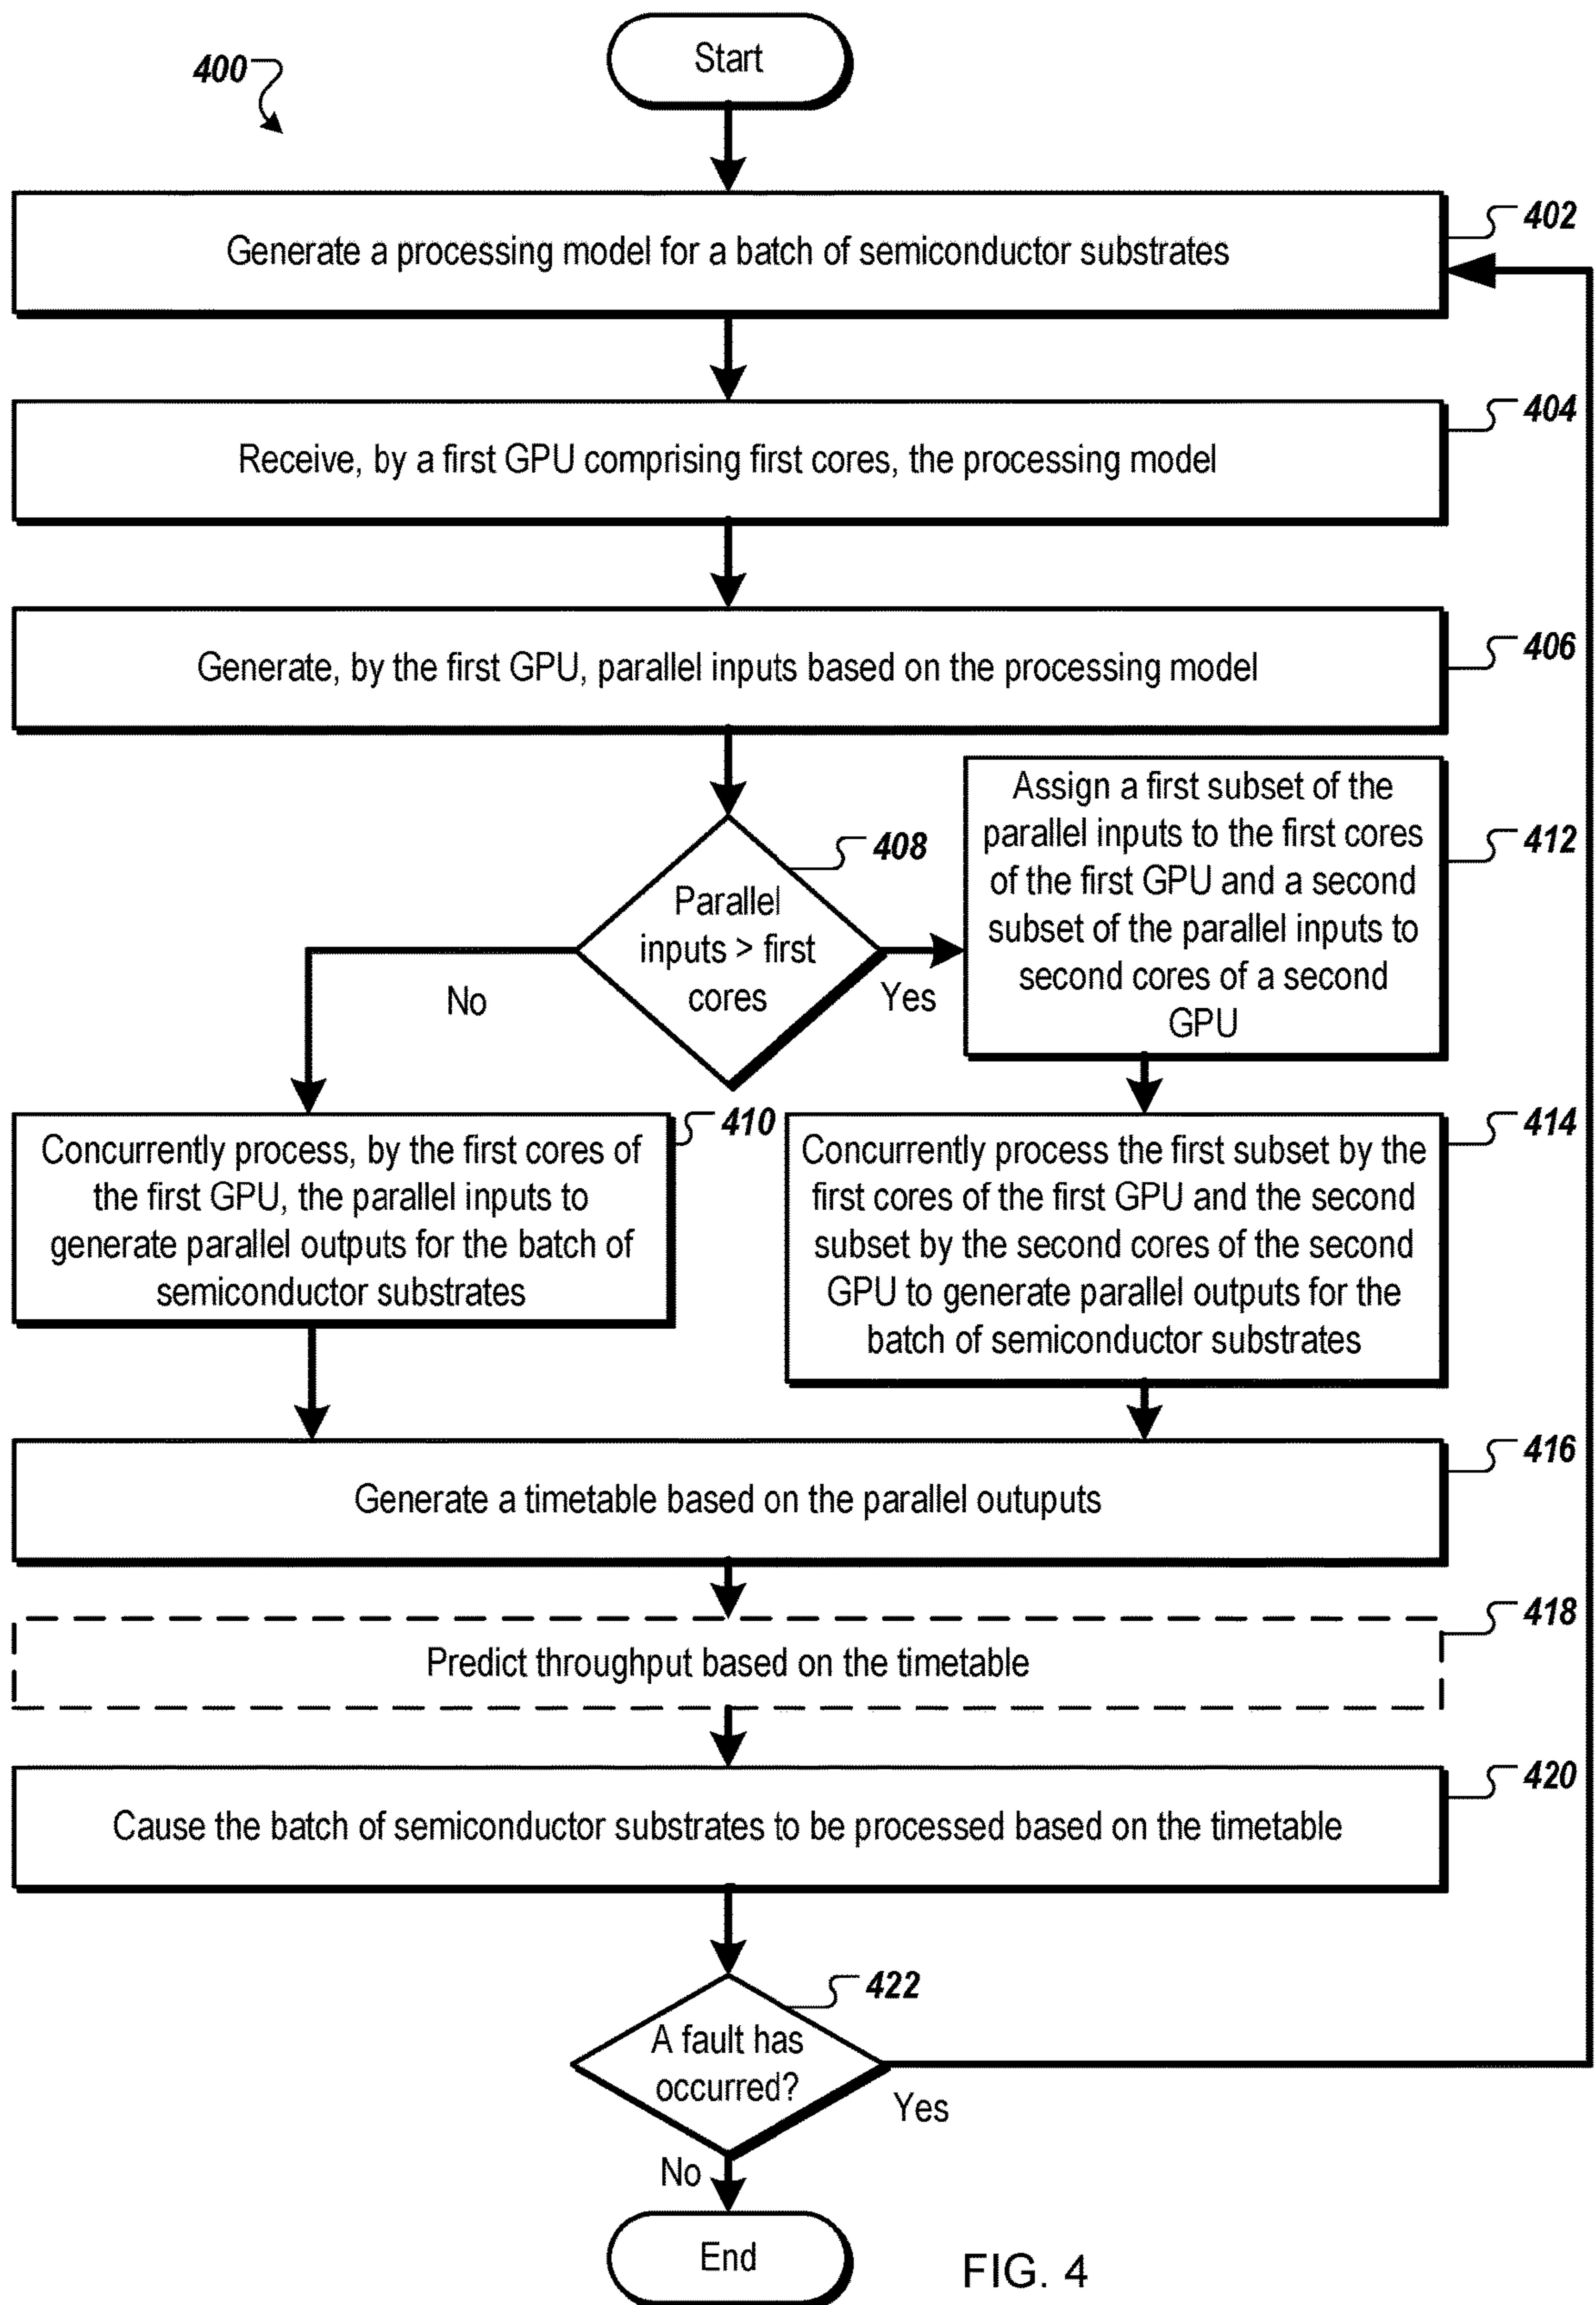 Start
400
Generate a processing model for a batch of semiconductor substrates
402
Receive, by a first GPU comprising first cores, the processing model
404
Generate, by the first GPU, parallel inputs based on the processing model
406
Parallel
inputs > first
cores
408
No
Yes
Assign a first subset of the
parallel inputs to the first cores
of the first GPU and a second
subset of the parallel inputs to
second cores of a second
GPU
412
Concurrently process, by the first cores of
the first GPU, the parallel inputs to
generate parallel outputs for the batch of
semiconductor substrates
410
Concurrently process the first subset by the
first cores of the first GPU and the second
subset by the second cores of the second
GPU to generate parallel outputs for the
batch of semiconductor substrates
414
Generate a timetable based on the parallel outuputs
416
Predict throughput based on the timetable
418
Cause the batch of semiconductor substrates to be processed based on the timetable
420
A fault has
occurred?
422
Yes
No
End
FIG. 4